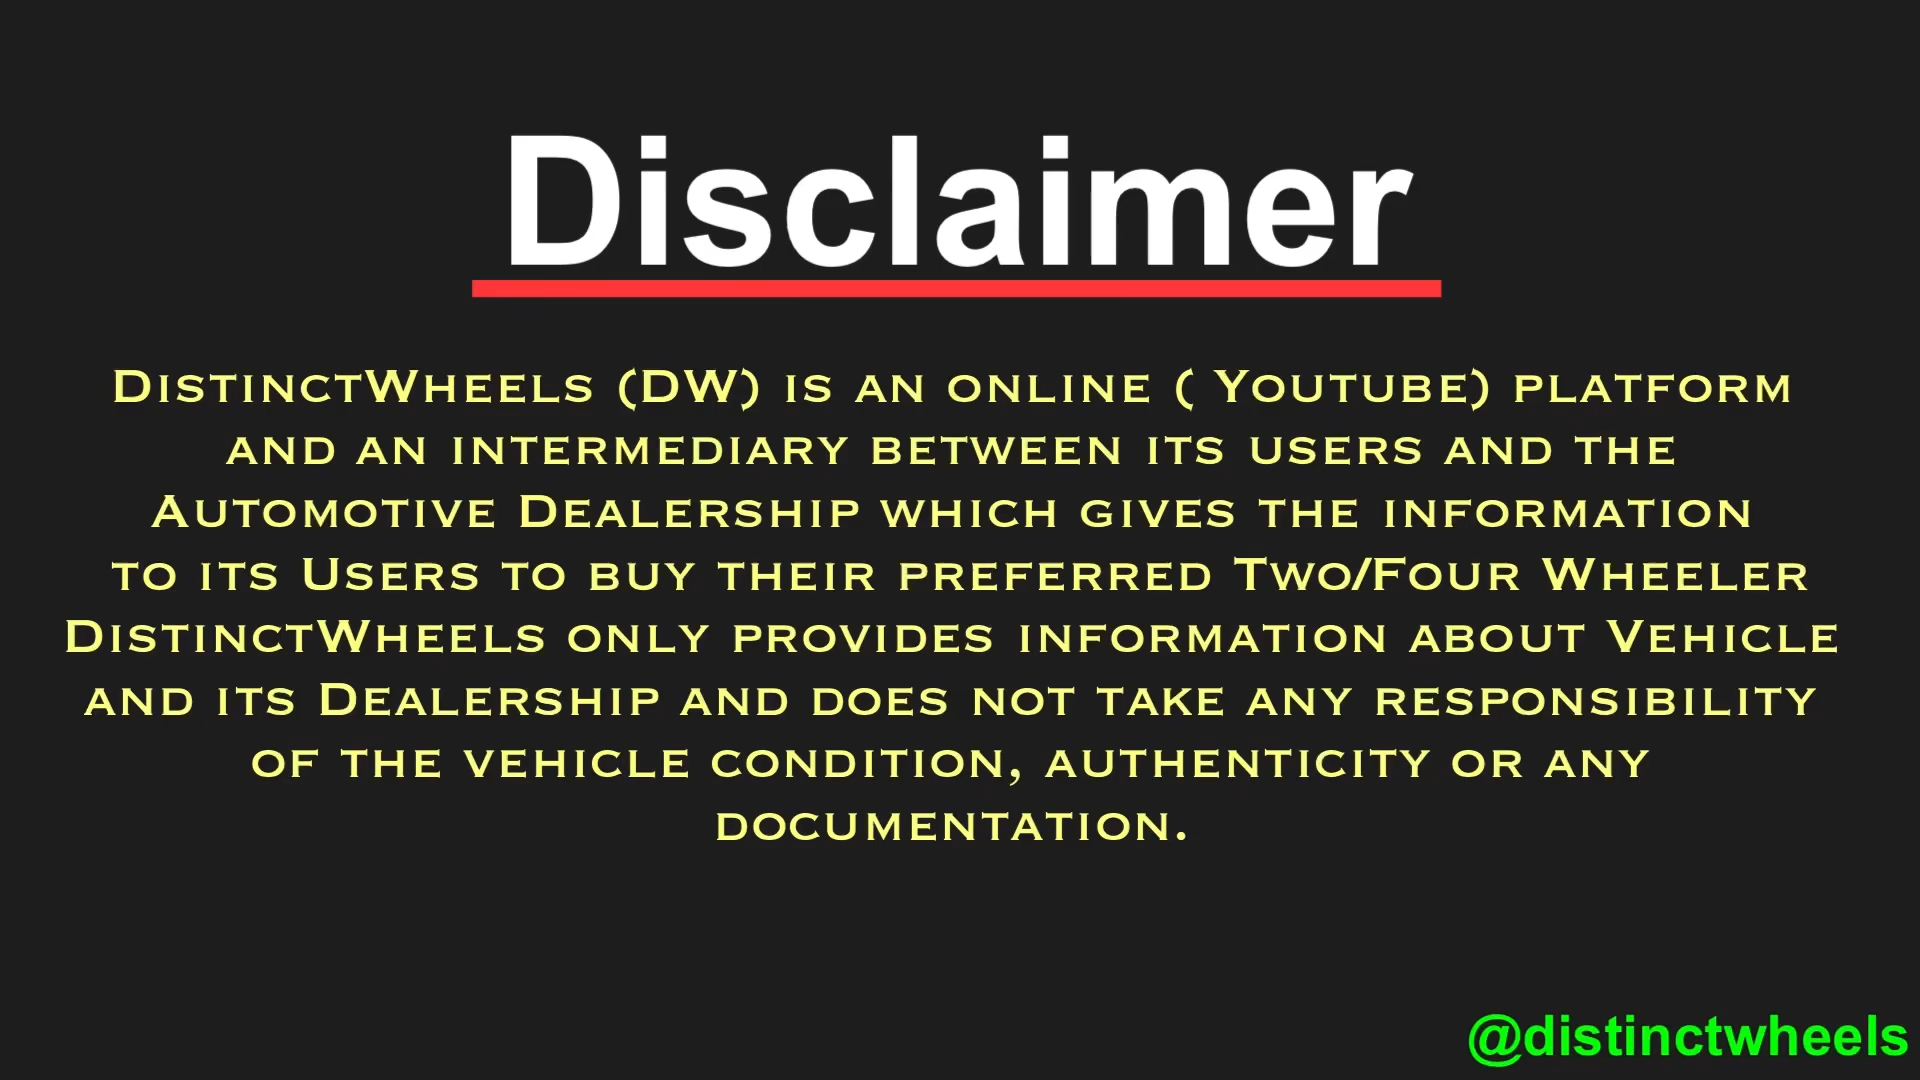 Disclaimer
DistinctWheels (DW) is an online ( Youtube) platform
and an intermediary between its users and the
Automotive Dealership which gives the information
to its Users to buy their preferred Two/Four Wheeler
DistinctWheels only provides information about Vehicle
and its Dealership and does not take any responsibility
of the vehicle condition, authenticity or any
documentation.
@distinctwheels